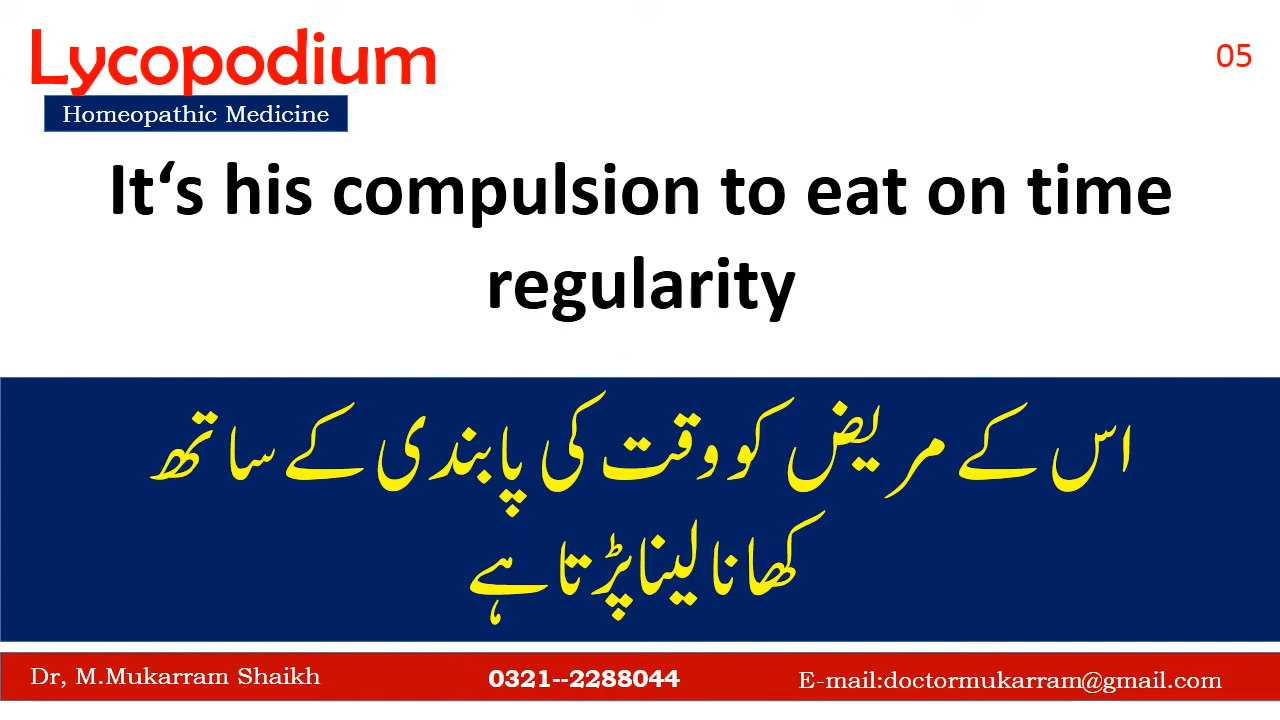 Lycopodium
05
Homeopathic Medicine
It‘s his compulsion to eat on time
regularity
اس کے مریض کو وقت کی پابندی کے ساتھ
کھانا لینا پڑتا ہے
Dr, M.Mukarram Shaikh
0321--2288044
E-mail:doctormukarram@gmail.com